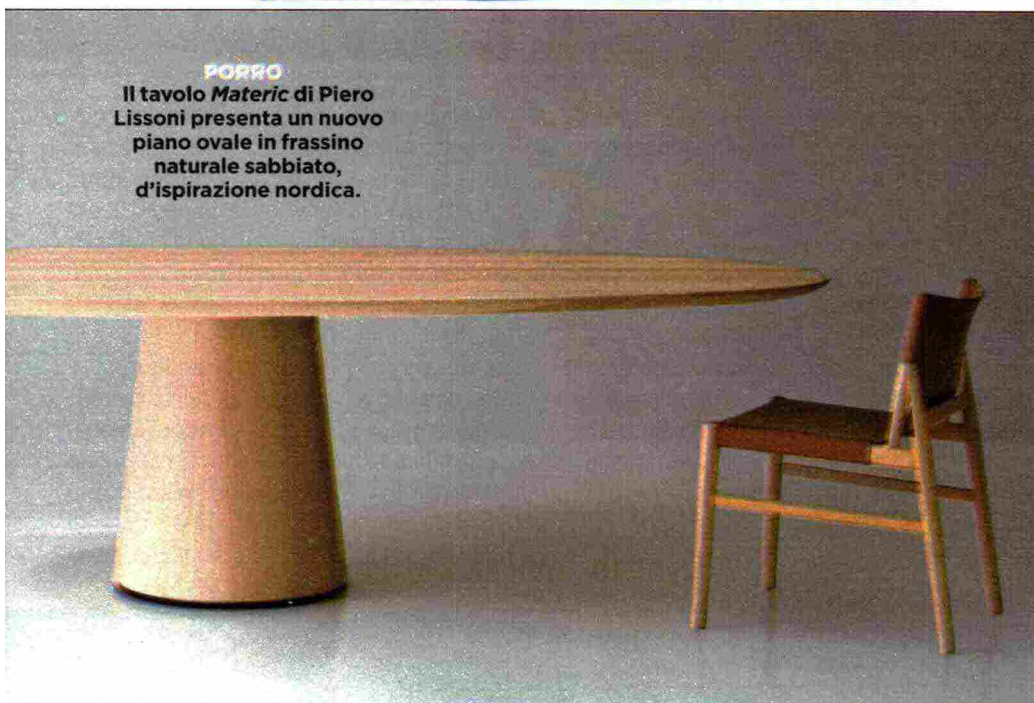 PORRO
Il tavolo Materic di Piero
Lissoni presenta un nuovo
piano ovale in frassino
naturale sabbiato,
d'ispirazione nordica.